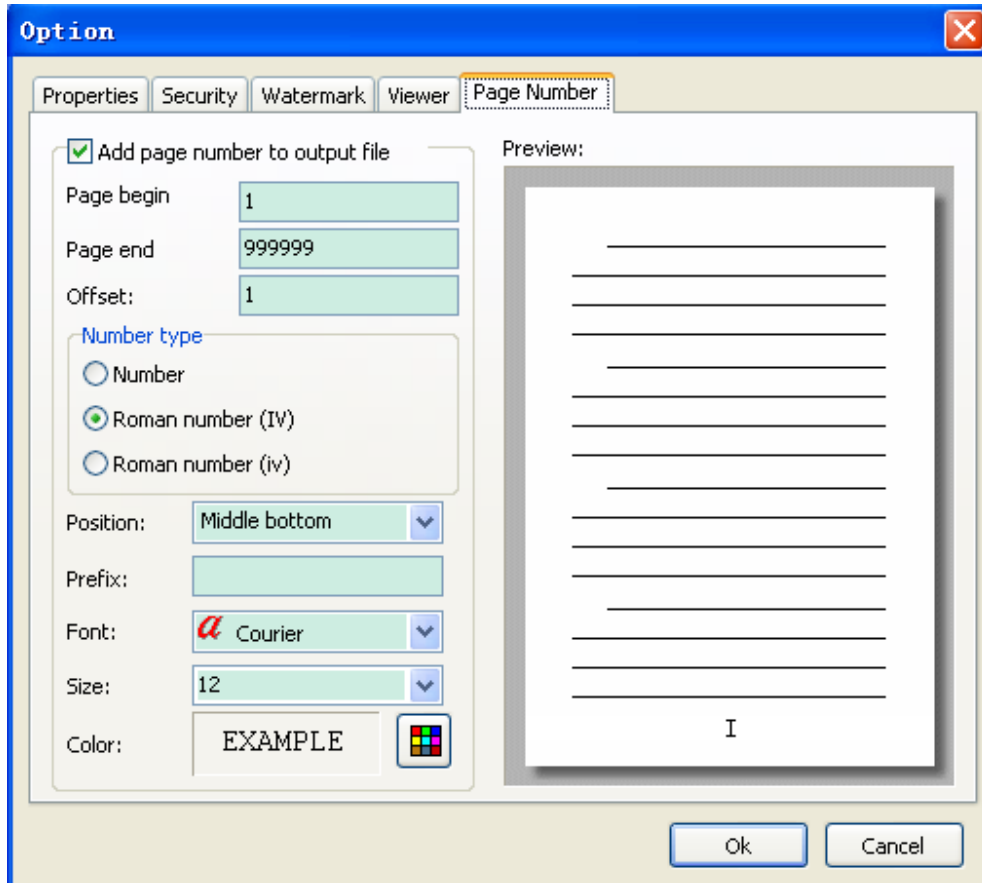 Option
Properties Security Watermark Viewer Page Number
Add page number to output file
Page begin 1
Page end 999999
Offset: 1
Number type
Number
Roman number (IV)
Roman number (iv)
Position: Middle bottom
Prefix:
Font: a Courier
Size: 12
Color: EXAMPLE
Preview:
I
Ok Cancel